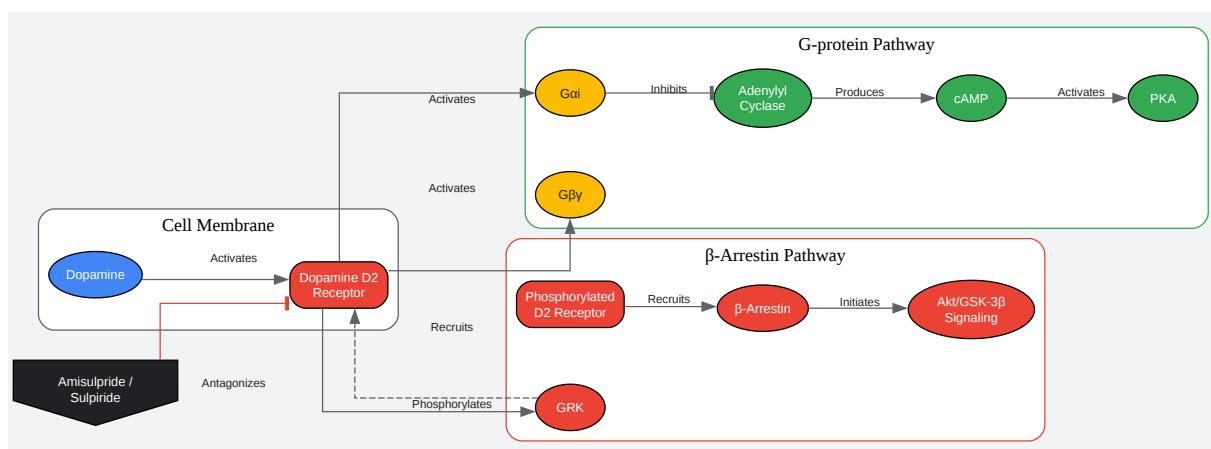 G-protein Pathway
Activates
Gαi
Inhibits
Adenylyl
Cyclase
Produces
cAMP
Activates
PKA
Activates
Gβγ
Cell Membrane
Dopamine
Activates
Dopamine D2
Receptor
β-Arrestin Pathway
Phosphorylated
D2 Receptor
Recruits
β-Arrestin
Initiates
Akt/GSK-3β
Signaling
Recruits
Amisulpride /
Sulpiride
Antagonizes
Phosphorylates
GRK